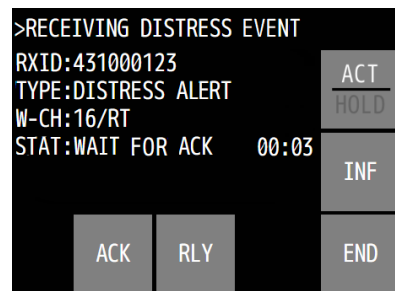 >RECEIVING DISTRESS EVENT
RXID:431000123
TYPE:DISTRESS ALERT
W-CH:16/RT
STAT:WAIT FOR ACK 00:03
ACT
HOLD
INF
ACK RLY END